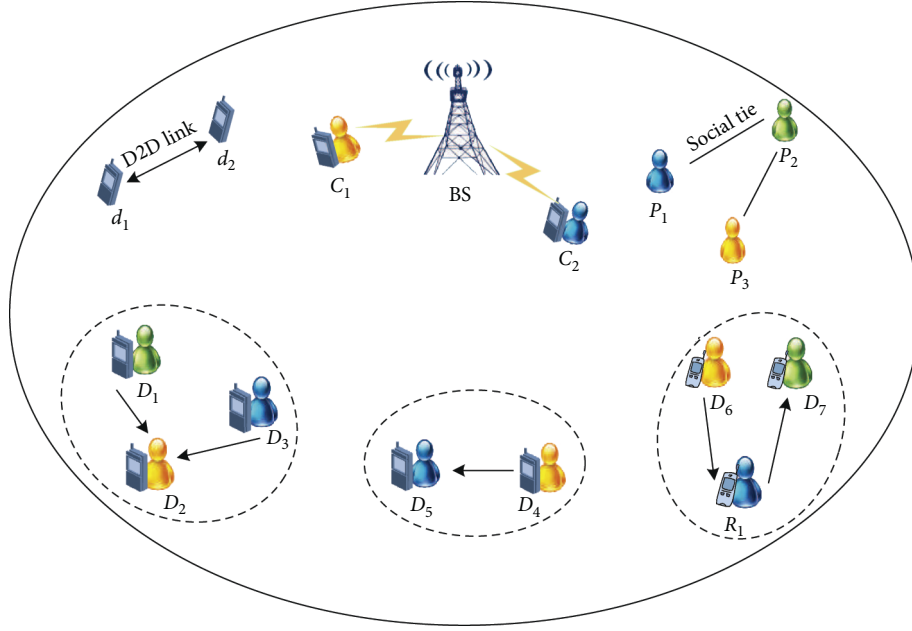 D2D link
d2
d1
C1
BS
C2
Social tie
P2
P1
P3
D1
D3
D2
D5
D4
D6
D7
R1